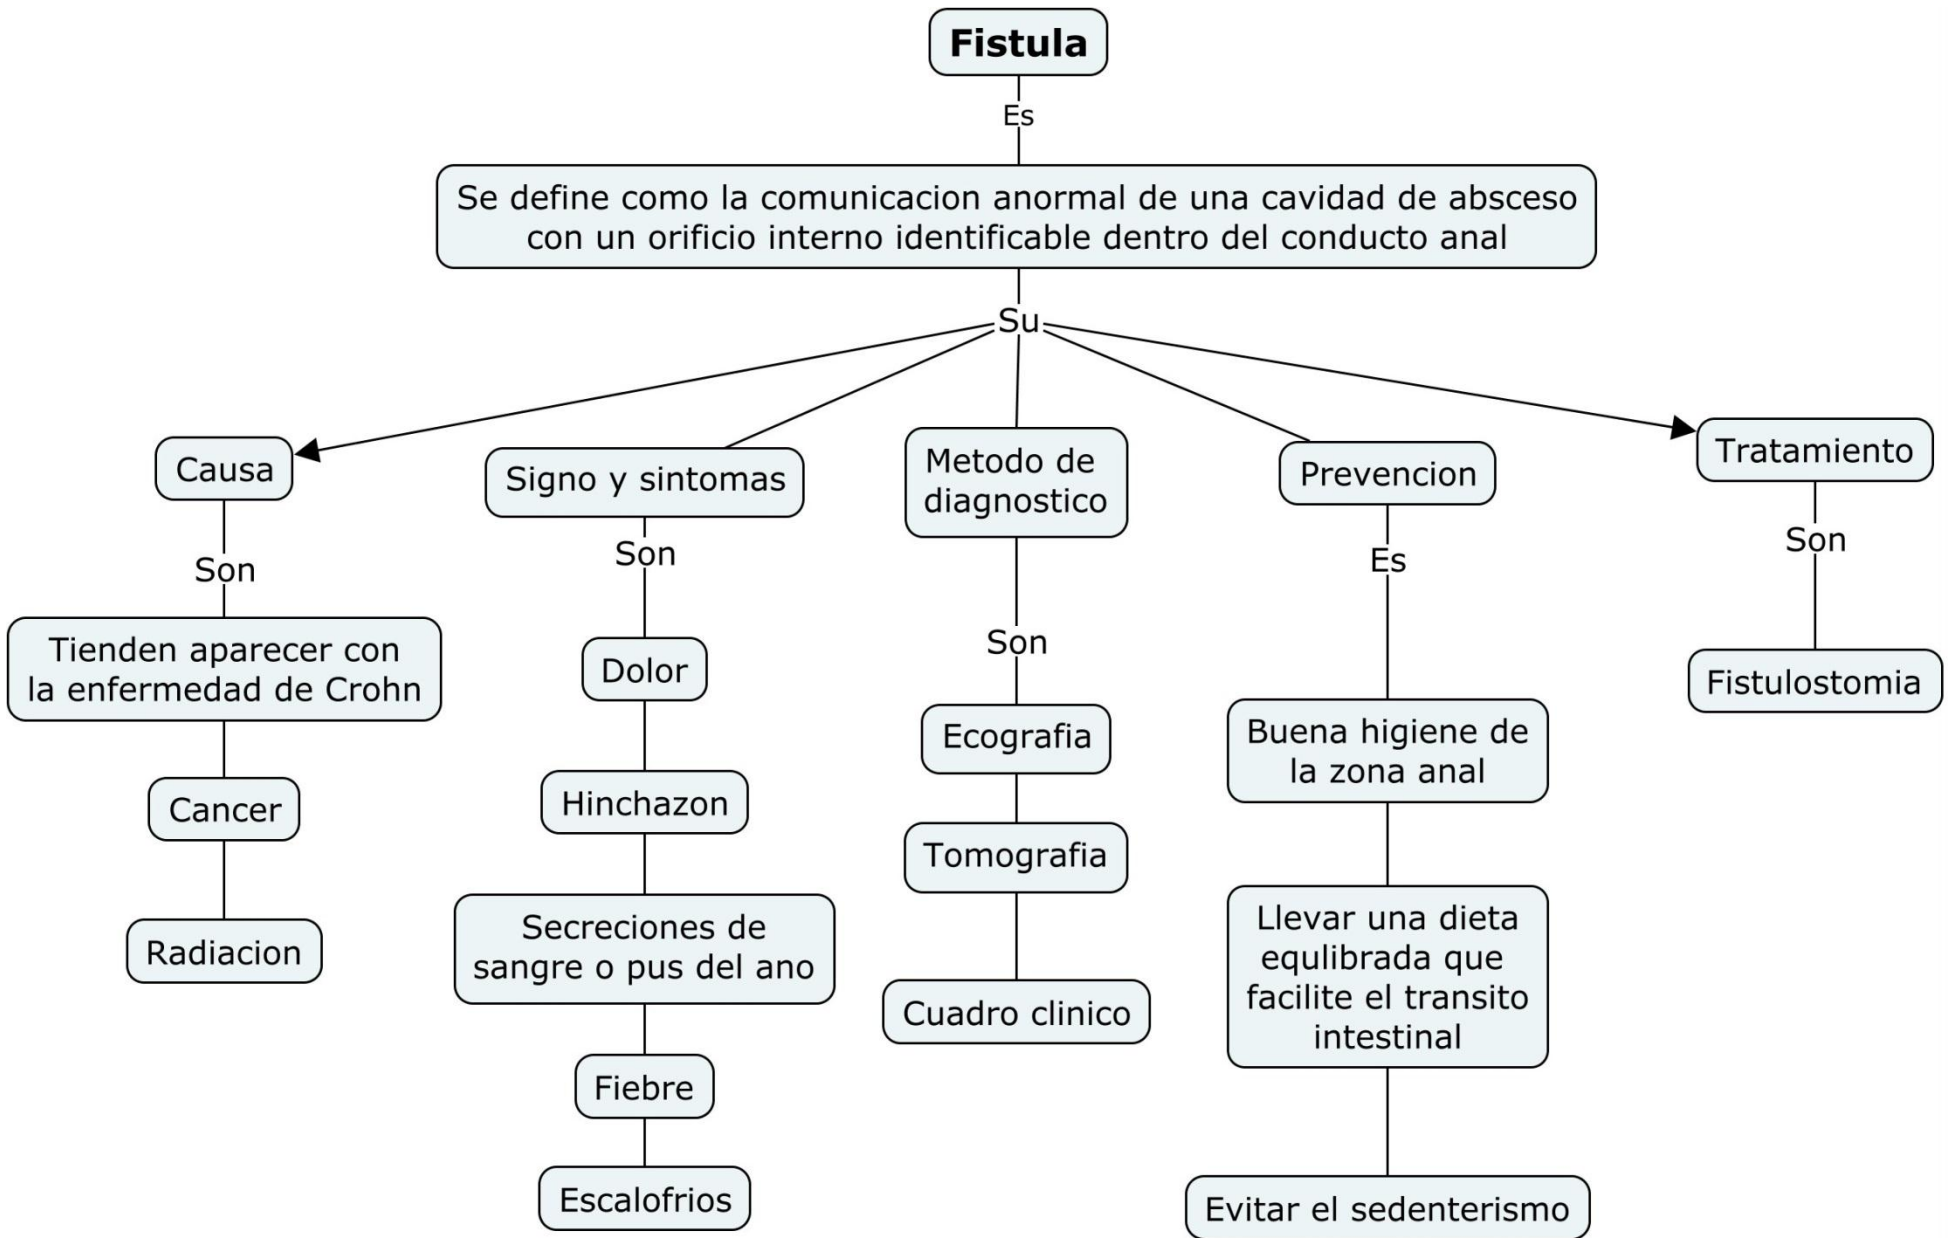 Fistula
Es
Se define como la comunicacion anormal de una cavidad de absceso
con un orificio interno identificable dentro del conducto anal
Su
Causa
Son
Tienden aparecer con
la enfermedad de Crohn
Cancer
Radiacion
Signo y sintomas
Son
Dolor
Hinchazon
Secreciones de
sangre o pus del ano
Fiebre
Escalofrios
Metodo de
diagnostico
Son
Ecografia
Tomografia
Cuadro clinico
Prevencion
Es
Buena higiene de
la zona anal
Llevar una dieta
equlibrada que
facilite el transito
intestinal
Evitar el sedenterismo
Tratamiento
Son
Fistulostomia